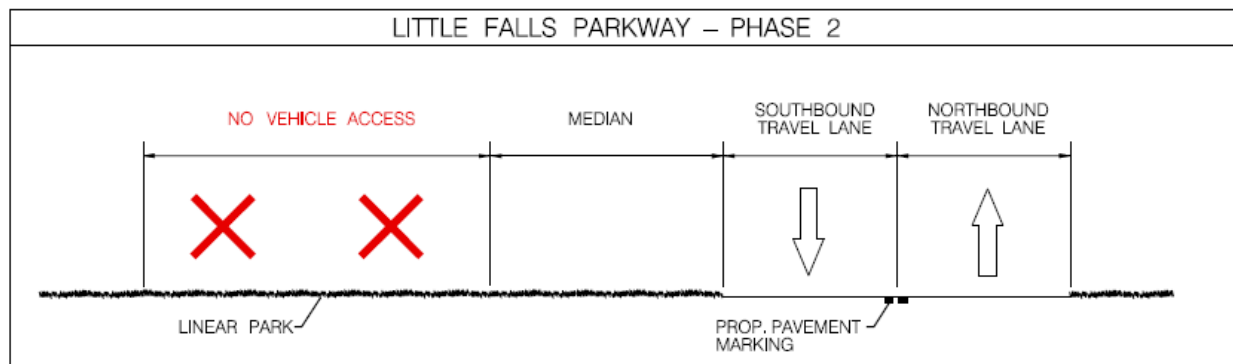 LITTLE FALLS PARKWAY – PHASE 2
NO VEHICLE ACCESS
MEDIAN
SOUTHBOUND
TRAVEL LANE
NORTHBOUND
TRAVEL LANE
LINEAR PARK
PROP. PAVEMENT
MARKING